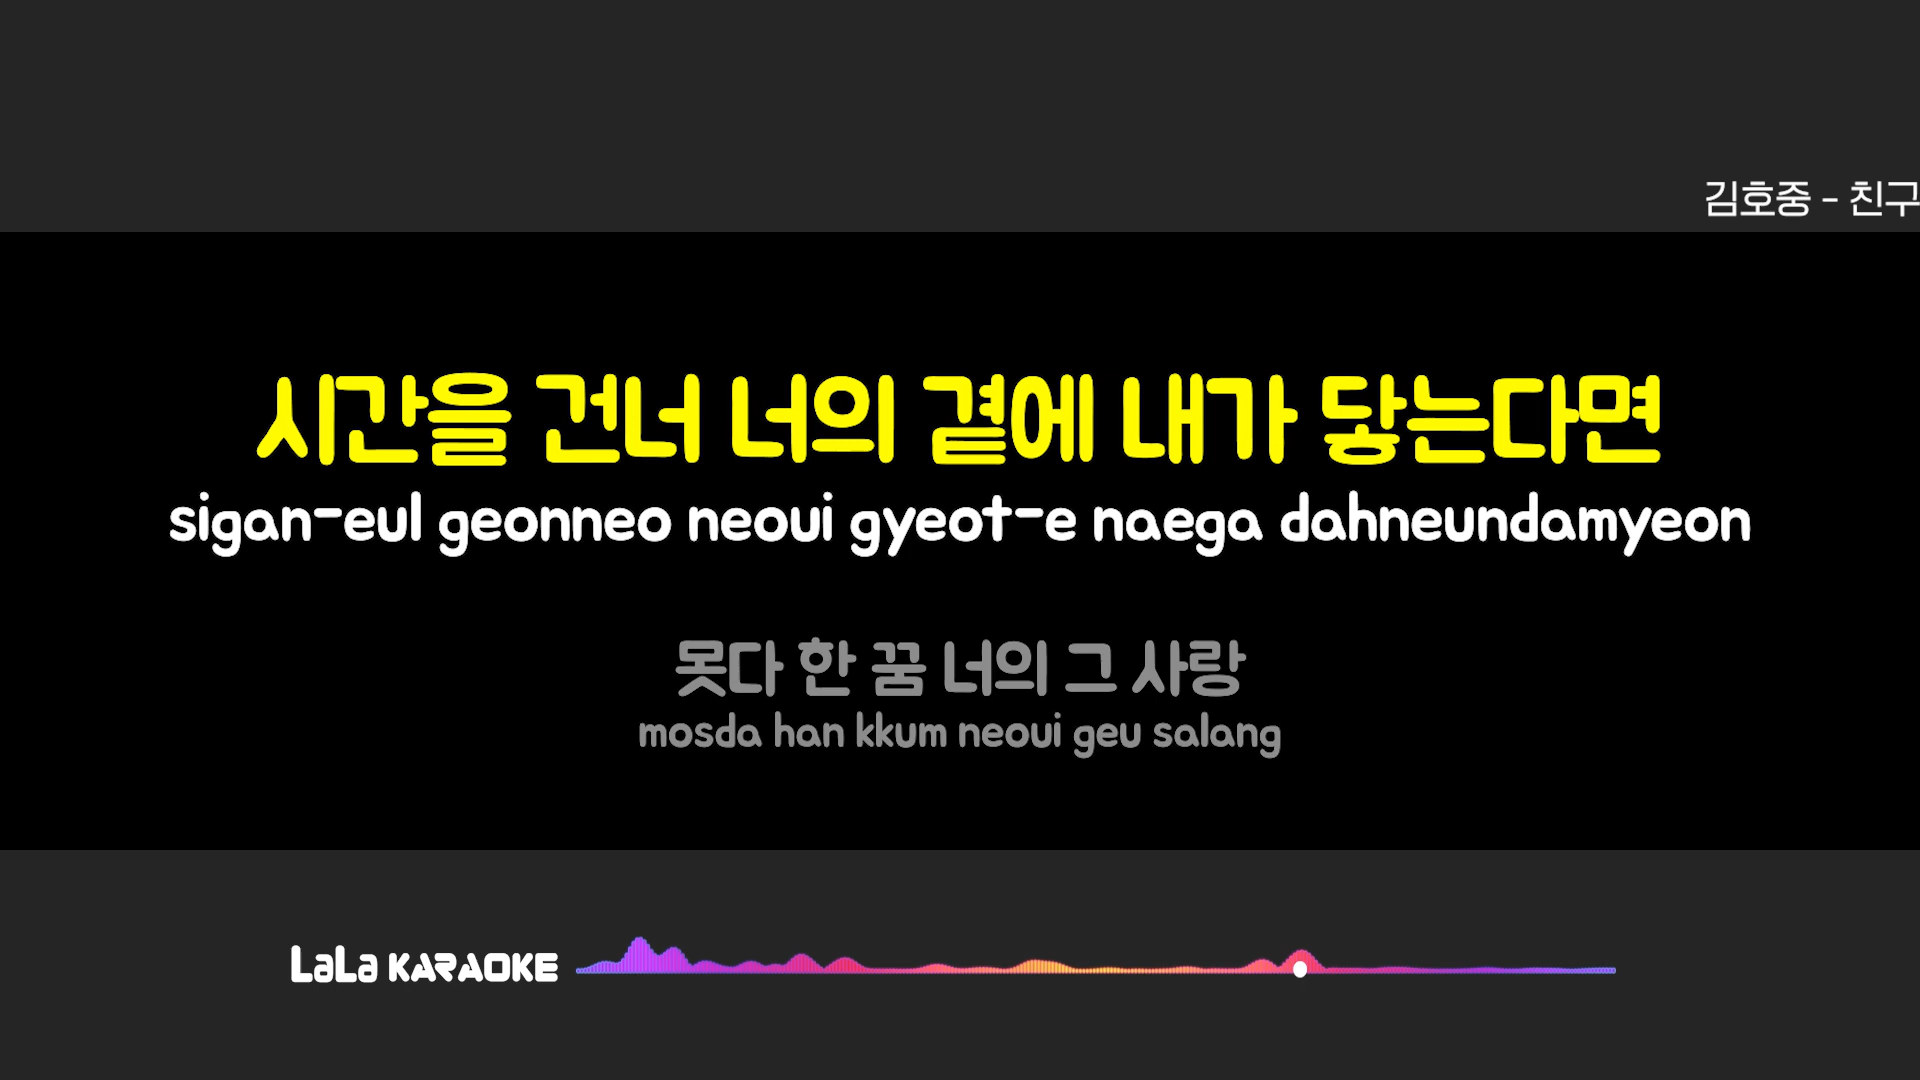 김호중 - 친구
시간을 건너 너의 곁에 내가 닿는다면
sigan-eul geonneo neoui gyeot-e naega dahneundamyeon
못다 한 꿈 너의 그 사랑
mosda han kkum neoui geu salang
LaLa KARAOKE